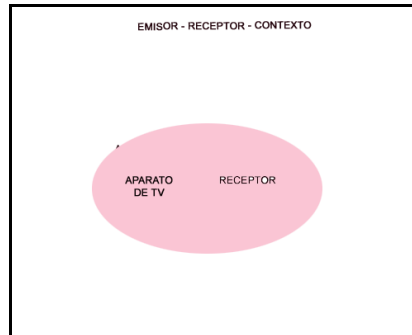 EMISOR - RECEPTOR - CONTEXTO
APARATO RECEPTOR
DE TV